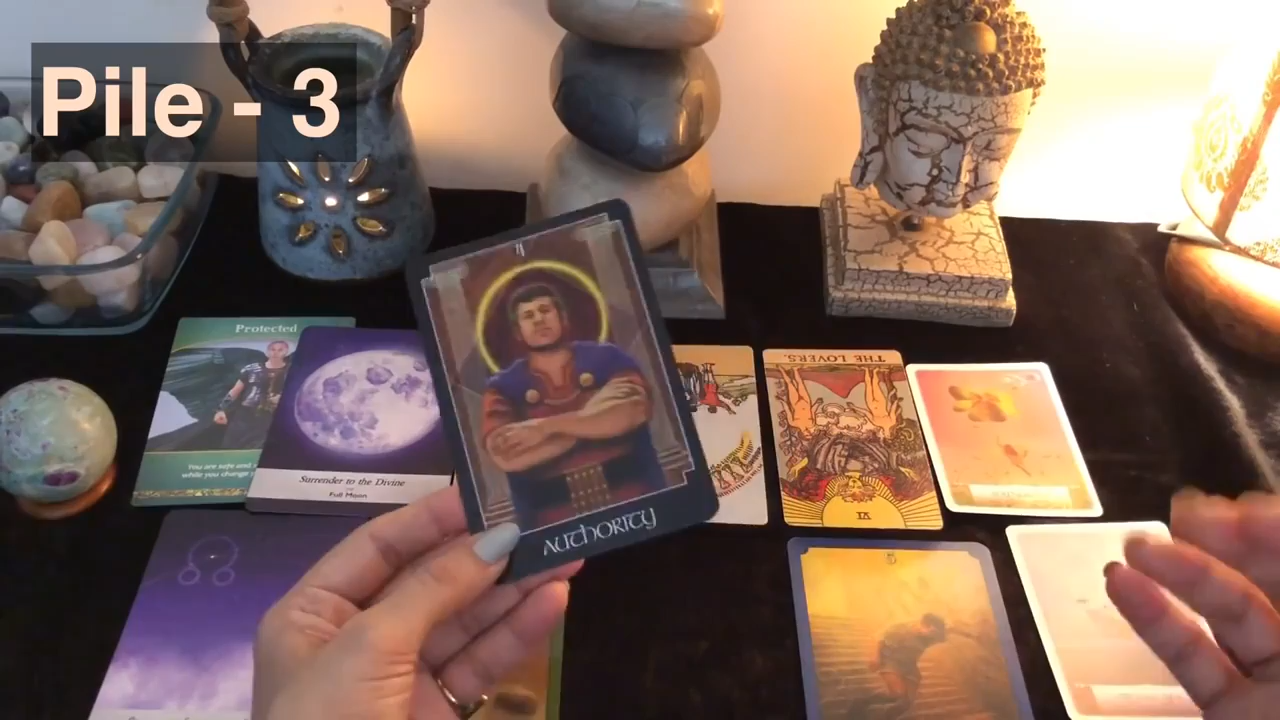 Pile - 3
Protected
You are safe and
while you change
Surrender to the Divine
Full Moon
AUTHORITY
THE LOVERS.
VI